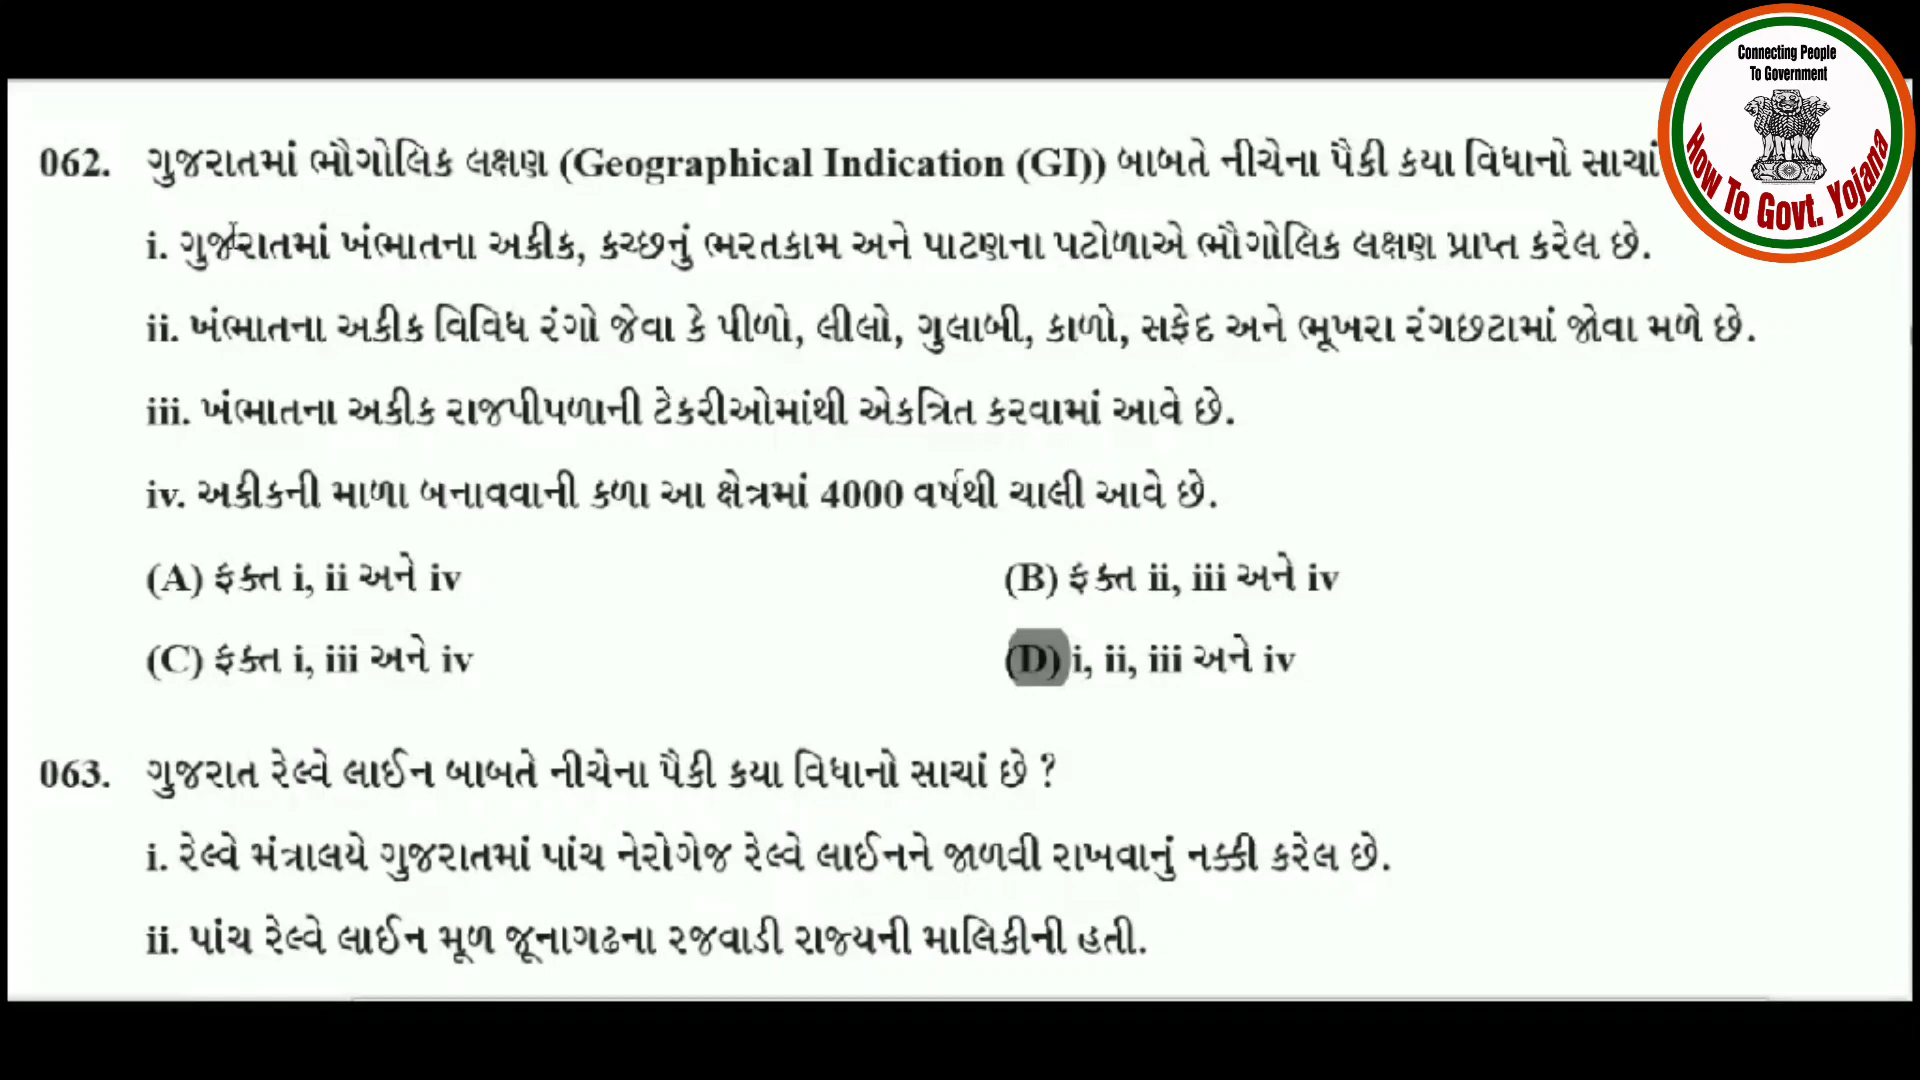 Connecting People
To Government
How To Govt. Yojana
062. ગુજરાતમાં ભૌગોલિક લક્ષણ (Geographical Indication (GI)) બાબતે નીચેના પૈકી કયા વિધાનો સાચાં
i. ગુજરાતમાં ખંભાતના અકીક, કચ્છનું ભરતકામ અને પાટણના પટોળાએ ભૌગોલિક લક્ષણ પ્રાપ્ત કરેલ છે.
ii. ખંભાતના અકીક વિવિધ રંગો જેવા કે પીળો, લીલો, ગુલાબી, કાળો, સફેદ અને ભૂખરા રંગછટામાં જોવા મળે છે.
iii. ખંભાતના અકીક રાજપીપળાની ટેકરીઓમાંથી એકત્રિત કરવામાં આવે છે.
iv. અકીકની માળા બનાવવાની કળા આ ક્ષેત્રમાં 4000 વર્ષથી ચાલી આવે છે.
(A) ફક્ત i, ii અને iv (B) ફક્ત ii, iii અને iv
(C) ફક્ત i, iii અને iv (D) i, ii, iii અને iv
063. ગુજરાત રેલ્વે લાઈન બાબતે નીચેના પૈકી કયા વિધાનો સાચાં છે ?
i. રેલ્વે મંત્રાલયે ગુજરાતમાં પાંચ નેરોગેજ રેલ્વે લાઈનને જાળવી રાખવાનું નક્કી કરેલ છે.
ii. પાંચ રેલ્વે લાઈન મૂળ જૂનાગઢના રજવાડી રાજ્યની માલિકીની હતી.